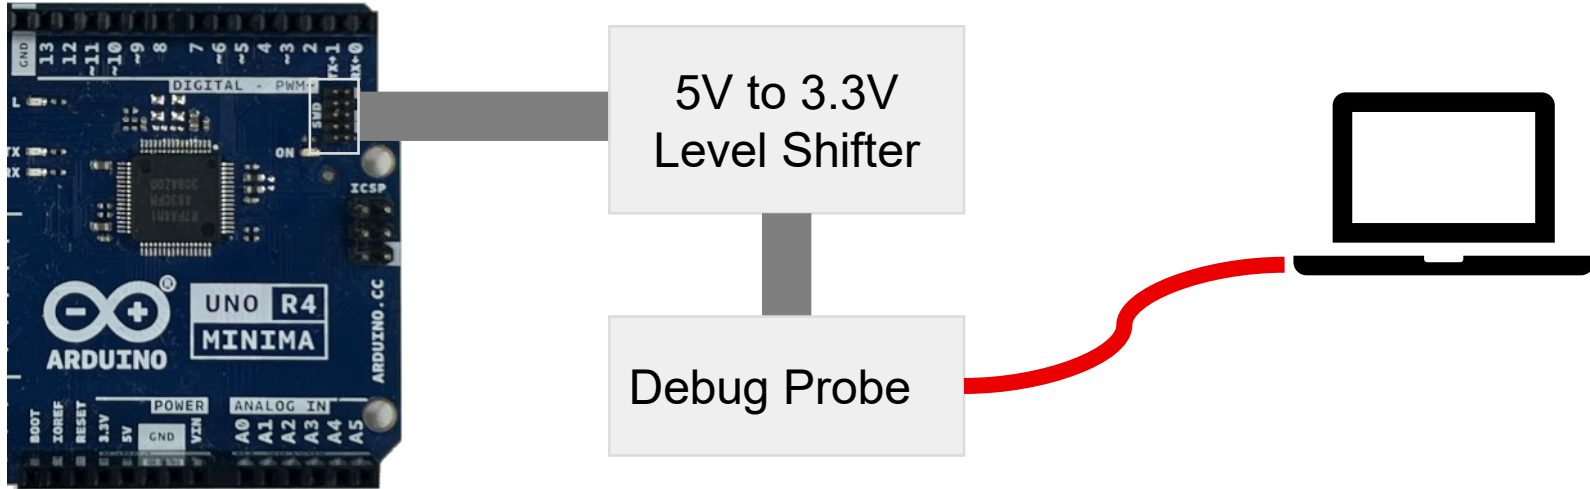 GND
13
12
~11
~10
~9
8
7
~6
~5
4
~3
2
TX→1
RX←0
DIGITAL - PWM~
L
SWD
TX
RX
ON
ICSP
ARDUINO
UNO R4
MINIMA
ARDUINO.CC
POWER
ANALOG IN
BOOT
IOREF
RESET
3.3V
5V
GND
VIN
A0
A1
A2
A3
A4
A5
5V to 3.3V
Level Shifter
Debug Probe